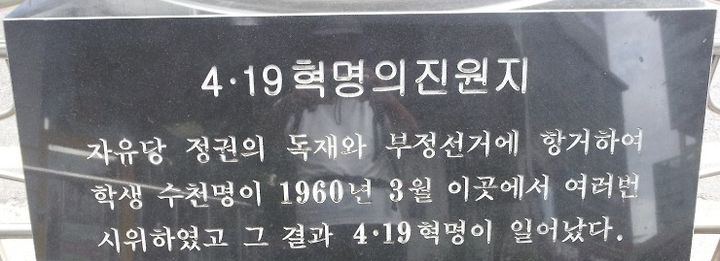 4·19혁명의진원지
자유당 정권의 독재와 부정선거에 항거하여
학생 수천명이 1960년 3월 이곳에서 여러번
시위하였고 그 결과 4·19혁명이 일어났다.